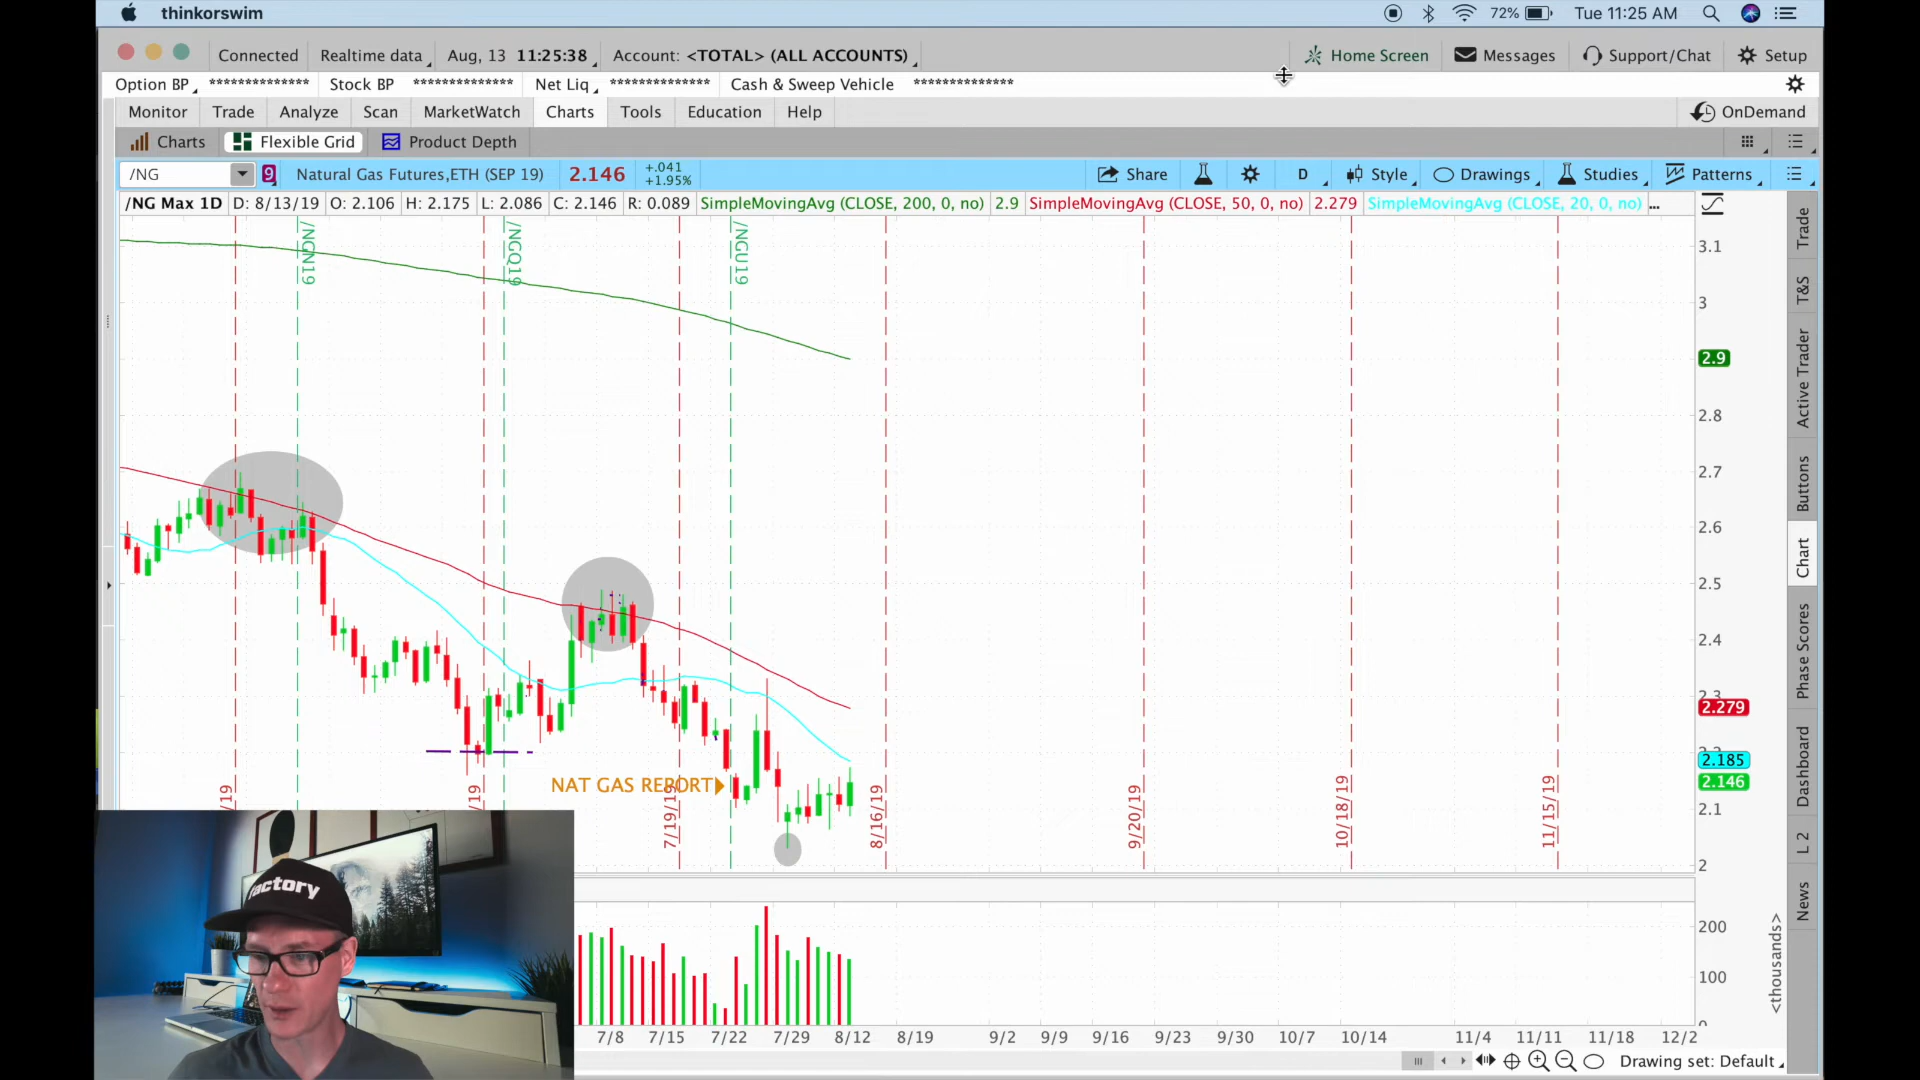 thinkorswim 72% Tue 11:25 AM
Connected Realtime data Aug, 13 11:25:38 Account: <TOTAL> (ALL ACCOUNTS) Home Screen Messages Support/Chat Setup
Option BP ************** Stock BP ************** Net Liq ************** Cash & Sweep Vehicle **************
Monitor Trade Analyze Scan MarketWatch Charts Tools Education Help OnDemand
Charts Flexible Grid Product Depth
/NG 9 Natural Gas Futures,ETH (SEP 19) 2.146 +.041 +1.95% Share D Style Drawings Studies Patterns
/NG Max 1D D: 8/13/19 O: 2.106 H: 2.175 L: 2.086 C: 2.146 R: 0.089 SimpleMovingAvg (CLOSE, 200, 0, no) 2.9 SimpleMovingAvg (CLOSE, 50, 0, no) 2.279 SimpleMovingAvg (CLOSE, 20, 0, no) ...
/NGN19
/NGQ19
/NGU19
3.1
3
2.9
2.8
2.7
2.6
2.5
2.4
2.3
2.279
2.185
2.146
2.1
2
NAT GAS REPORT
7/19/19
8/16/19
9/20/19
10/18/19
11/15/19
Trade
T&S
Active Trader
Buttons
Chart
Phase Scores
Dashboard
L 2
News
factory
200
100
0
<thousands>
7/8 7/15 7/22 7/29 8/12 8/19 9/2 9/9 9/16 9/23 9/30 10/7 10/14 11/4 11/11 11/18 12/2
Drawing set: Default